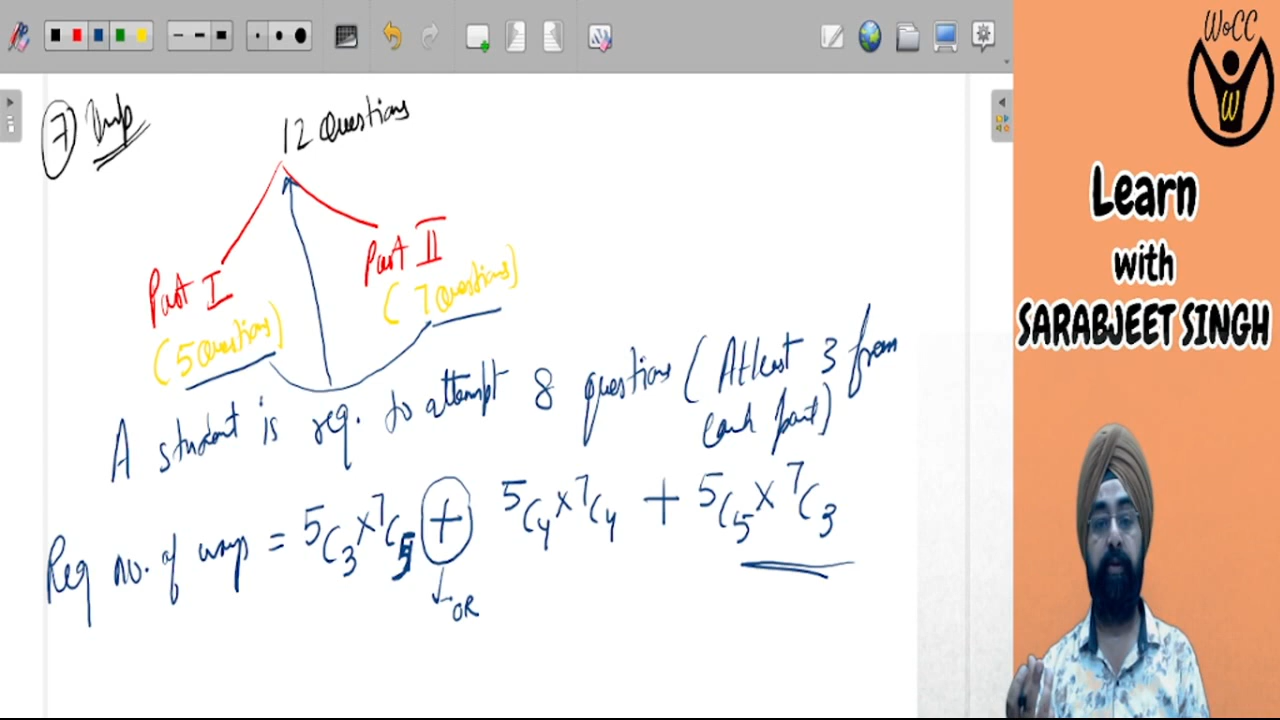 ⑦ Imp
12 Questions
Part I
Part II
(5 Questions)
(7 Questions)
A student is req. to attempt 8 questions (Atleast 3 from
each part)
Req no. of ways = ⁵C₃ x ⁷C₅ + ⁵C₄ x ⁷C₄ + ⁵C₅ x ⁷C₃
OR
WoCC
W
Learn
with
SARABJEET SINGH